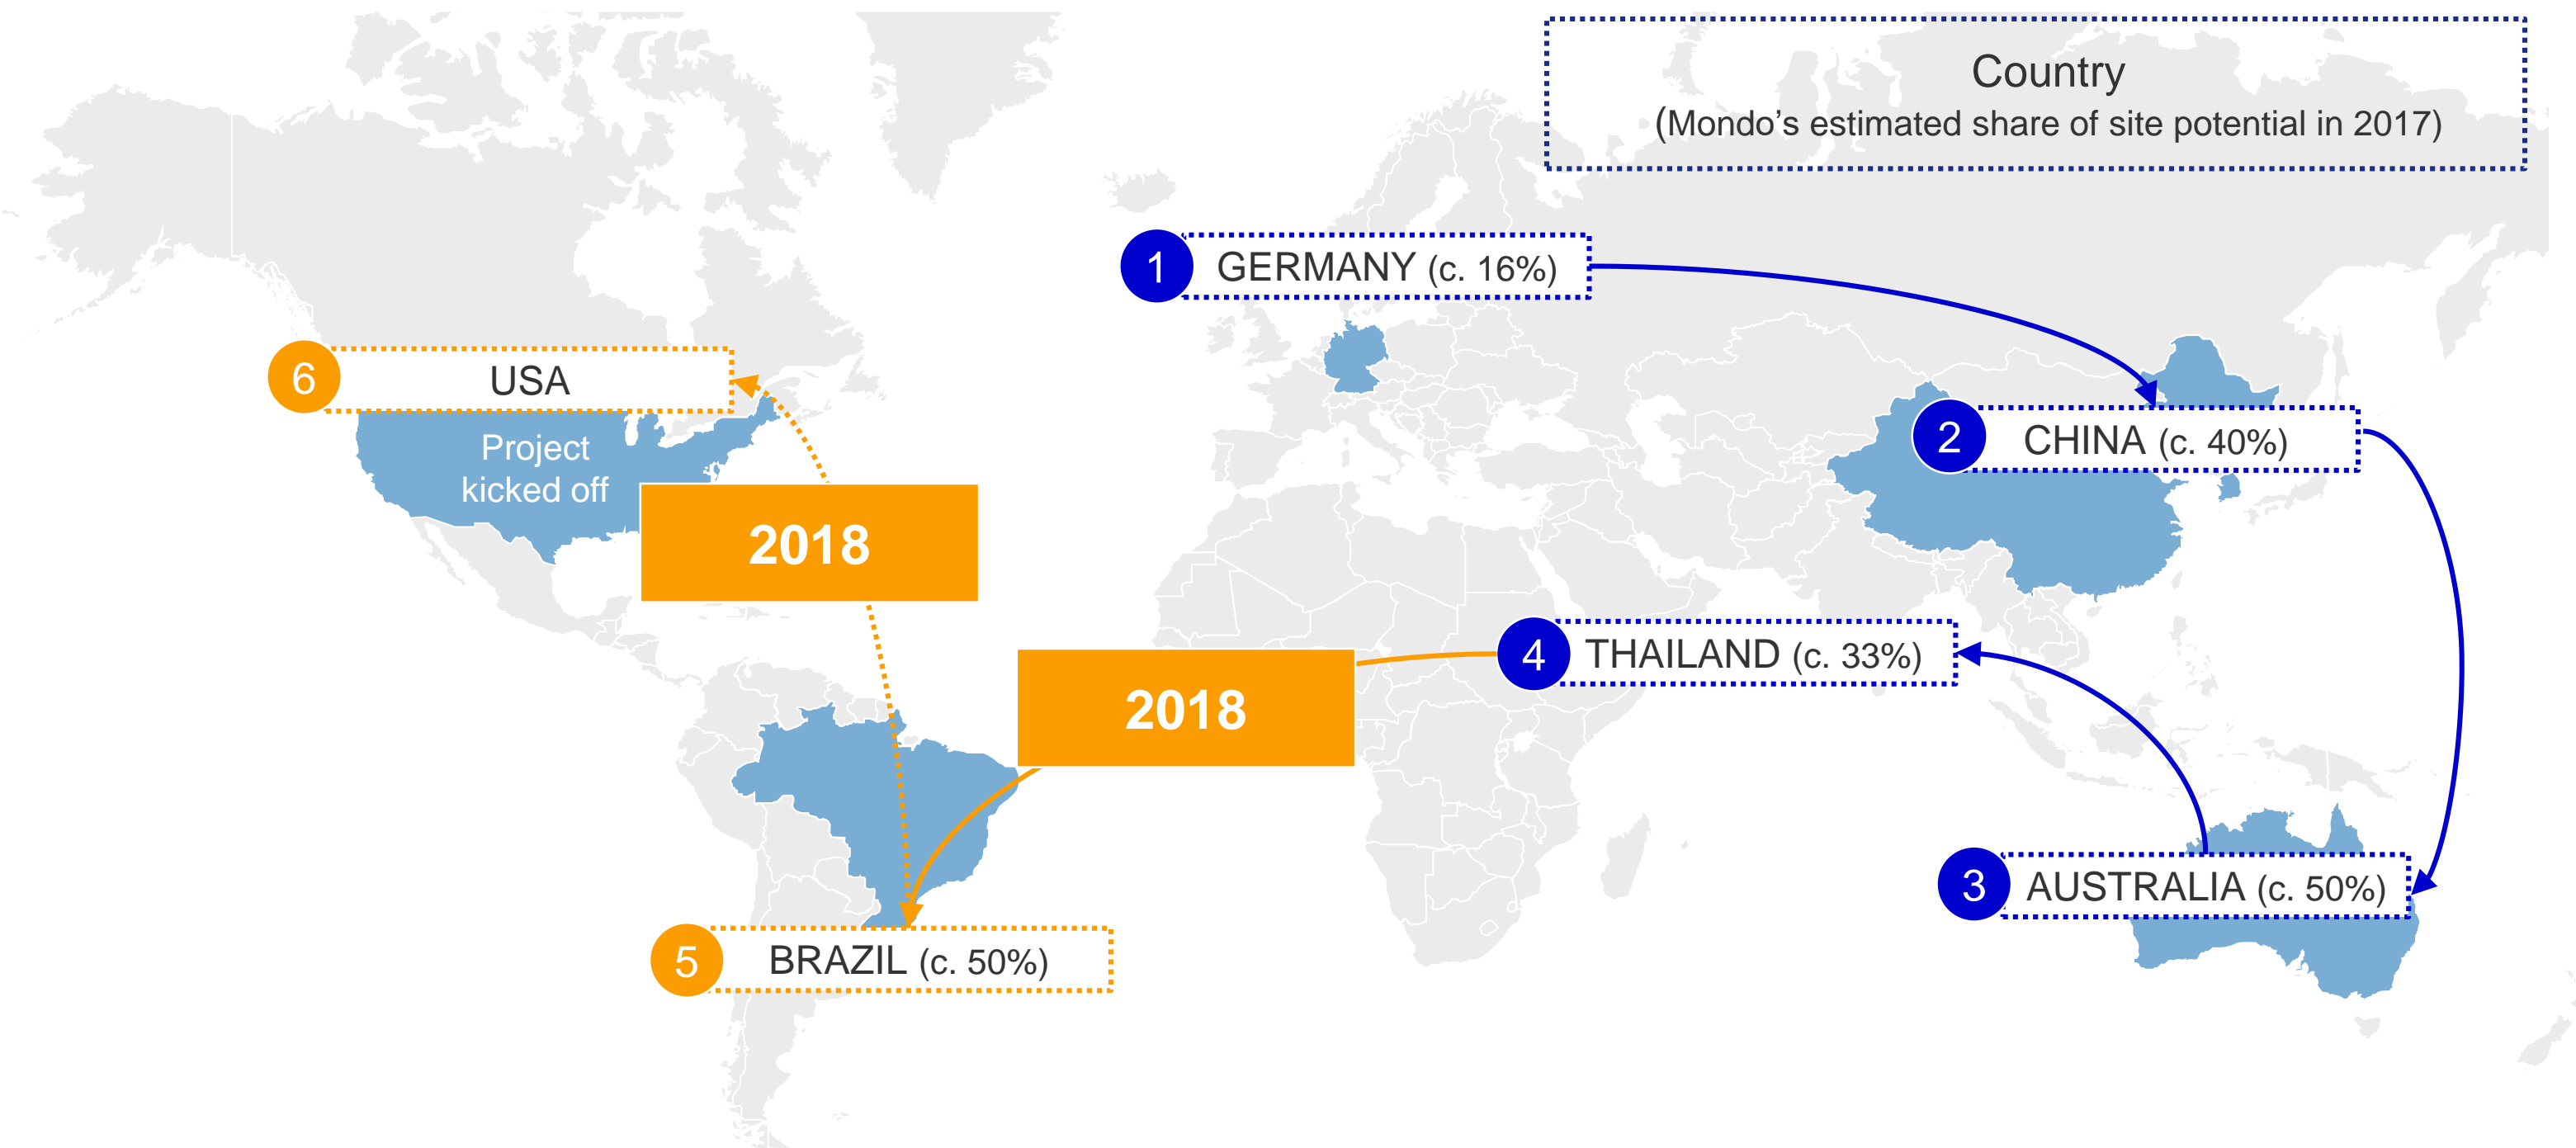 Country
(Mondo's estimated share of site potential in 2017)
1 GERMANY (c. 16%)
6 USA
Project
kicked off
2 CHINA (c. 40%)
2018
4 THAILAND (c. 33%)
2018
3 AUSTRALIA (c. 50%)
5 BRAZIL (c. 50%)